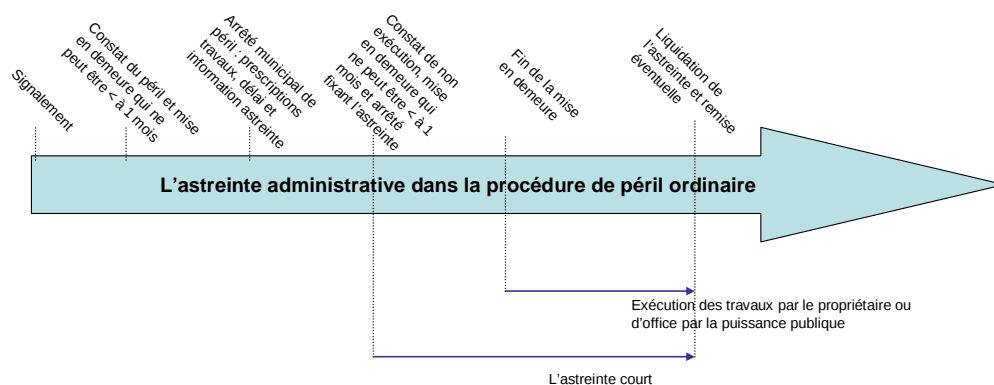 Signalement
Constat du péril et mise
en demeure qui ne
peut être < à 1 mois
Arrêté municipal de
péril : prescriptions
travaux, délai et
information astreinte
Constat de non
exécution, mise
en demeure qui
ne peut être < à 1
mois et arrêté
fixant l'astreinte
Fin de la mise
en demeure
Liquidation de
l'astreinte et remise
éventuelle
L'astreinte administrative dans la procédure de péril ordinaire
Exécution des travaux par le propriétaire ou
d'office par la puissance publique
L'astreinte court